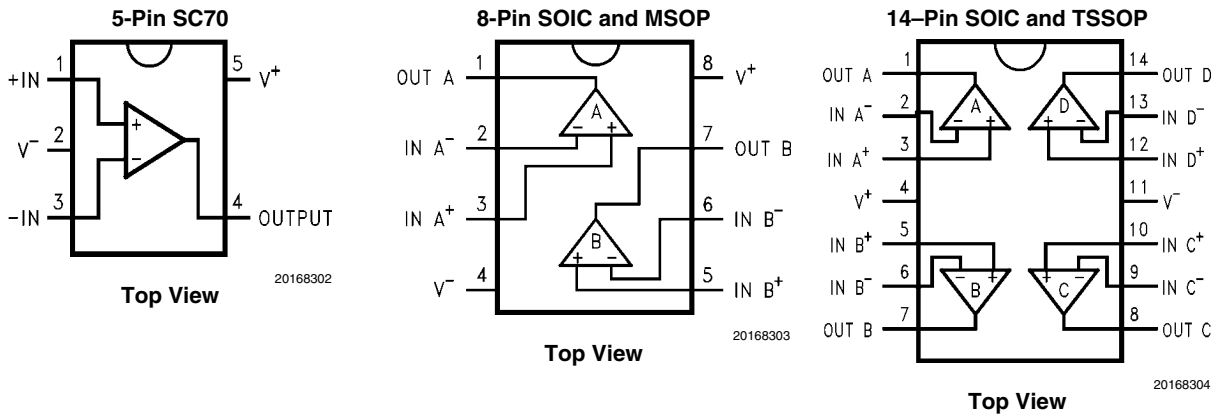 5-Pin SC70
1
+IN
5
V+
+
2
V−
−
3
−IN
4
OUTPUT
20168302
Top View
8-Pin SOIC and MSOP
1
OUT A
8
V+
A
− +
2
IN A−
7
OUT B
3
IN A+
6
IN B−
B
+ −
4
V−
5
IN B+
20168303
Top View
14–Pin SOIC and TSSOP
1
OUT A
14
OUT D
A
D
2
IN A−
13
IN D−
− +
+ −
3
IN A+
12
IN D+
4
V+
11
V−
5
IN B+
10
IN C+
− +
+ −
6
IN B−
9
IN C−
B
C
7
OUT B
8
OUT C
20168304
Top View